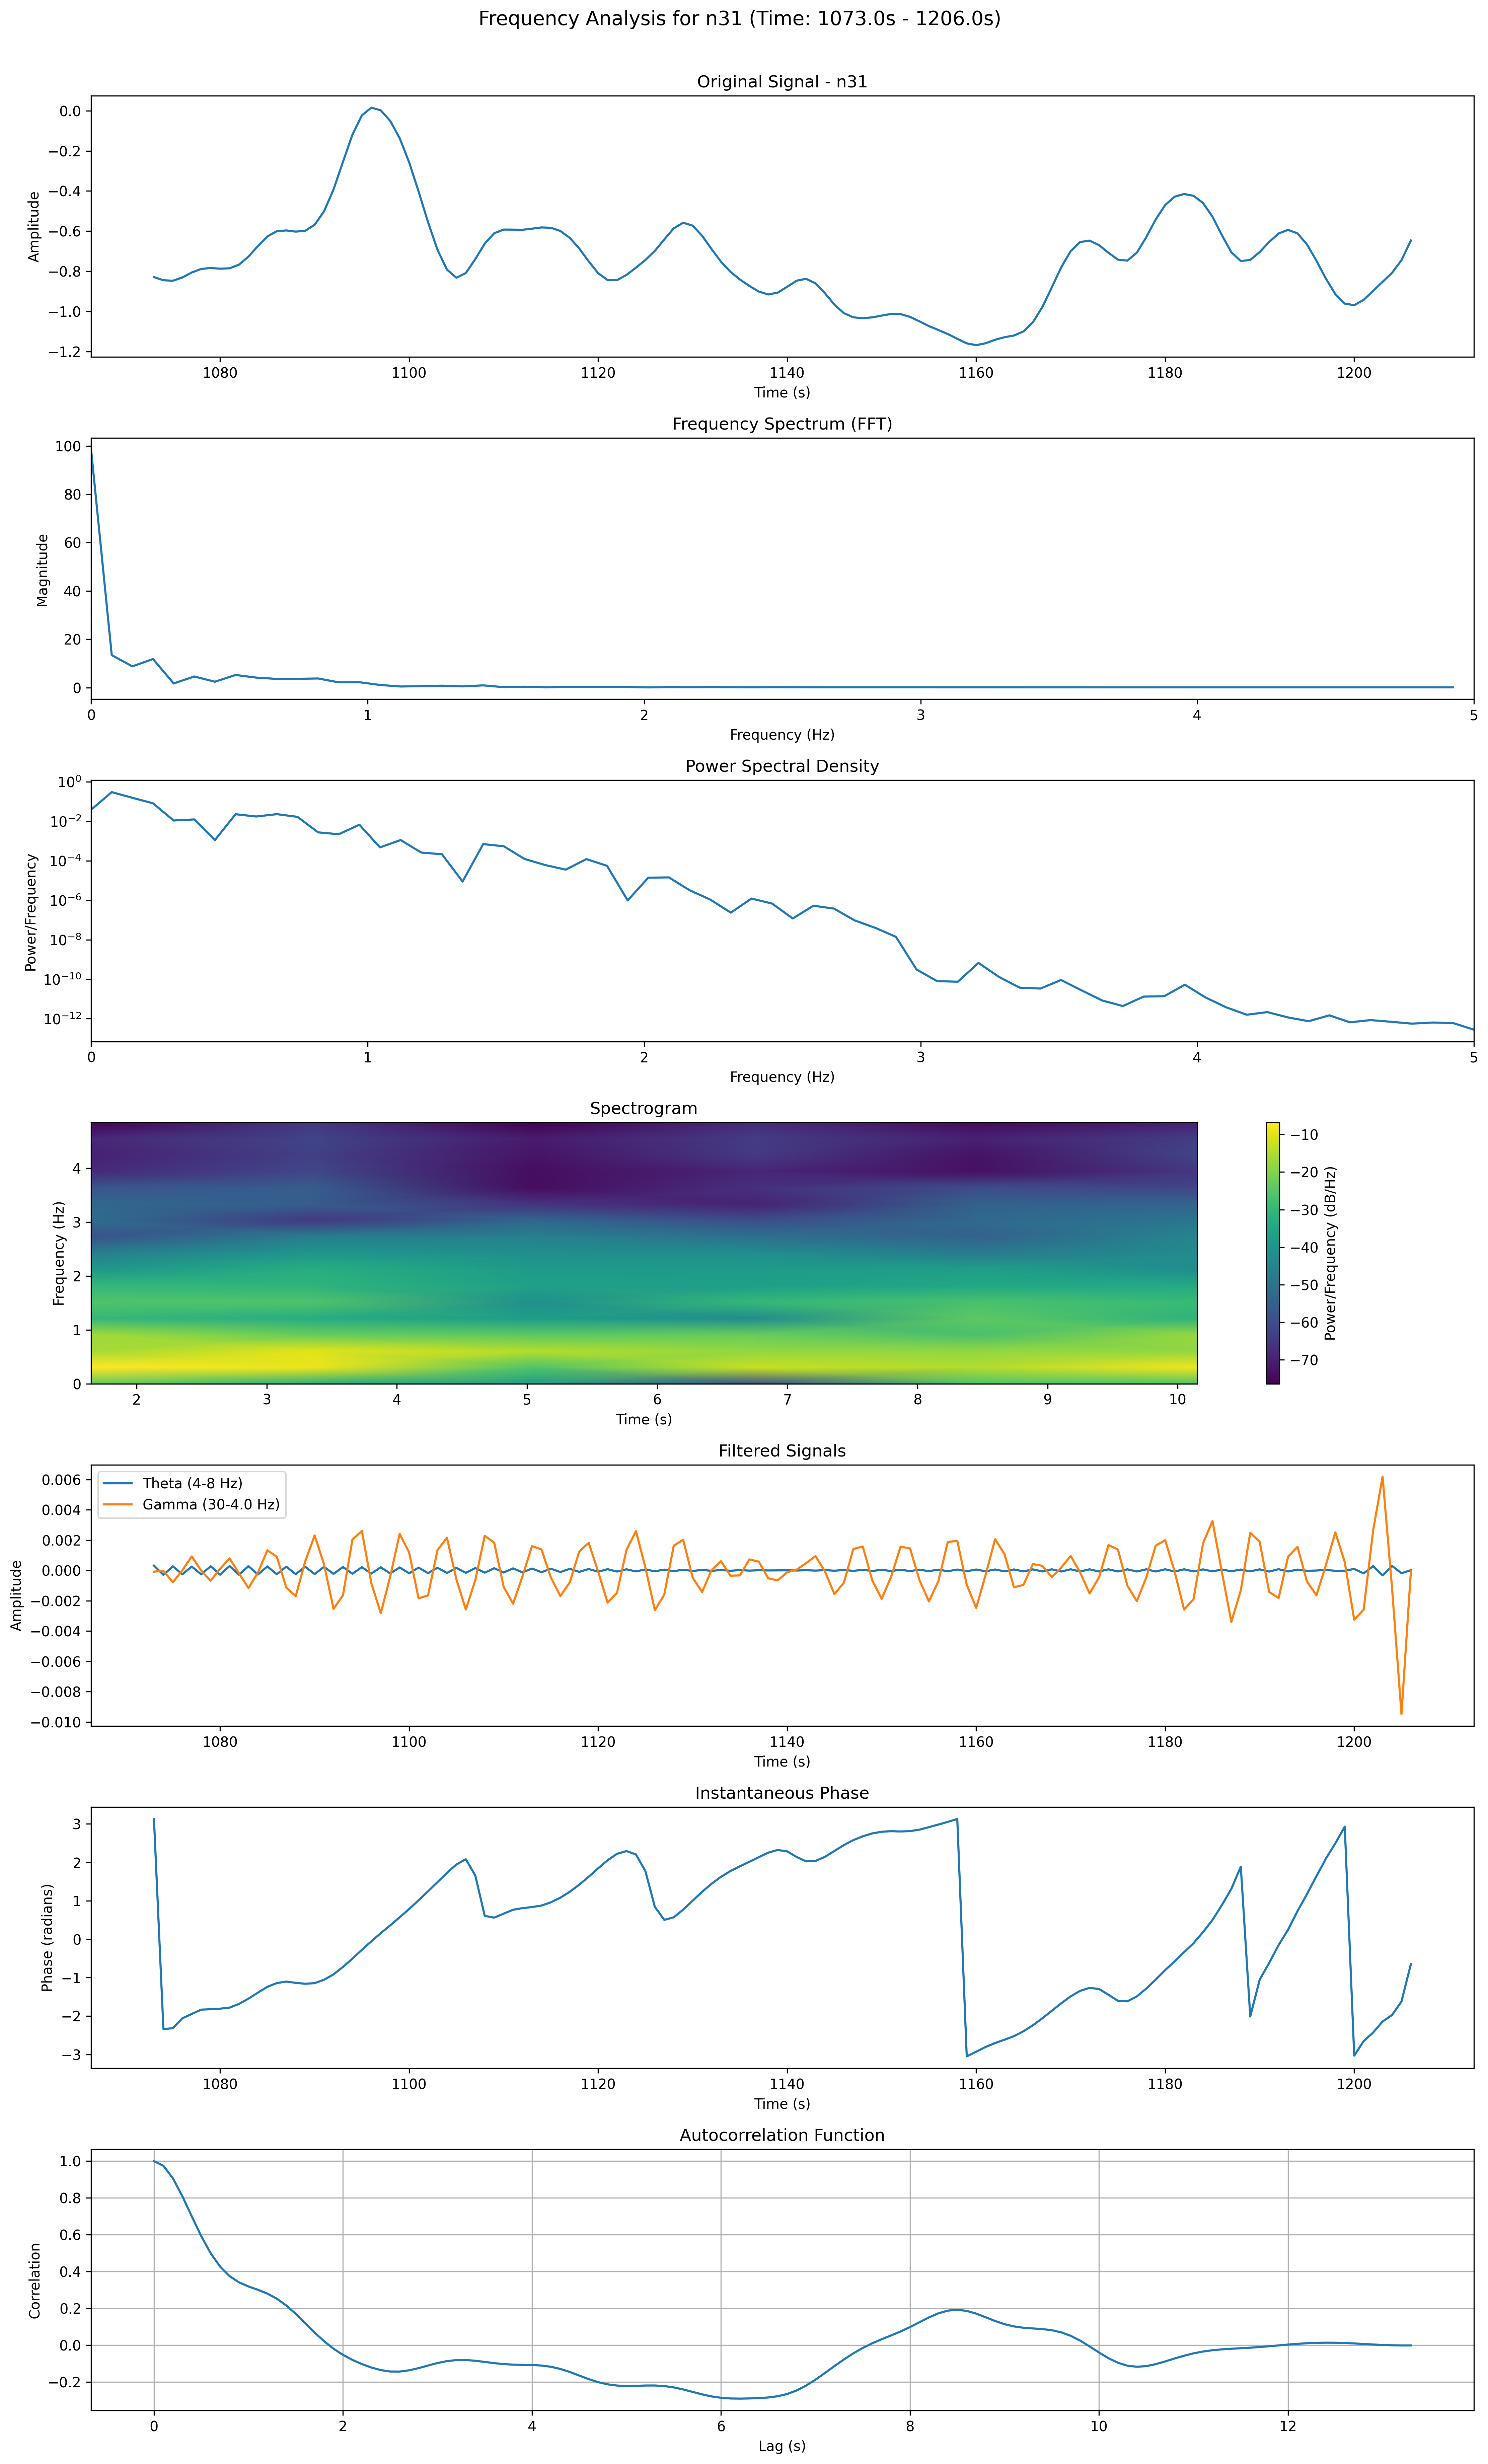 Frequency Analysis for n31 (Time: 1073.0s - 1206.0s)
Original Signal - n31
Amplitude
0.0
−0.2
−0.4
−0.6
−0.8
−1.0
−1.2
1080 1100 1120 1140 1160 1180 1200
Time (s)
Frequency Spectrum (FFT)
Magnitude
100
80
60
40
20
0
0 1 2 3 4 5
Frequency (Hz)
Power Spectral Density
Power/Frequency
10⁰
10⁻²
10⁻⁴
10⁻⁶
10⁻⁸
10⁻¹⁰
10⁻¹²
0 1 2 3 4 5
Frequency (Hz)
Spectrogram
Frequency (Hz)
4
3
2
1
0
2 3 4 5 6 7 8 9 10
Time (s)
−10
−20
−30
−40
−50
−60
−70
Power/Frequency (dB/Hz)
Filtered Signals
Theta (4-8 Hz)
Gamma (30-4.0 Hz)
Amplitude
0.006
0.004
0.002
0.000
−0.002
−0.004
−0.006
−0.008
−0.010
1080 1100 1120 1140 1160 1180 1200
Time (s)
Instantaneous Phase
Phase (radians)
3
2
1
0
−1
−2
−3
1080 1100 1120 1140 1160 1180 1200
Time (s)
Autocorrelation Function
Correlation
1.0
0.8
0.6
0.4
0.2
0.0
−0.2
0 2 4 6 8 10 12
Lag (s)